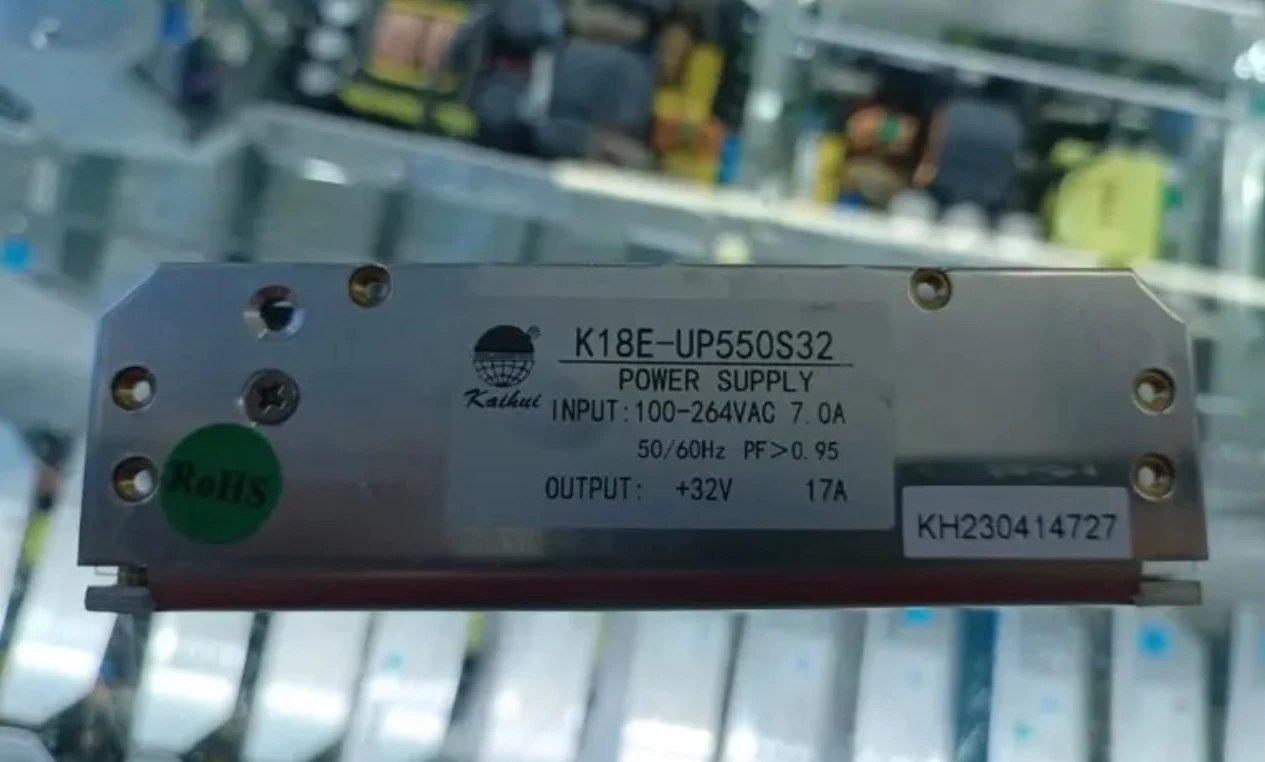 K18E-UP550S32
POWER SUPPLY
Kaihui®
INPUT:100-264VAC 7.0A
50/60Hz PF>0.95
OUTPUT: +32V 17A
RoHS
KH230414727